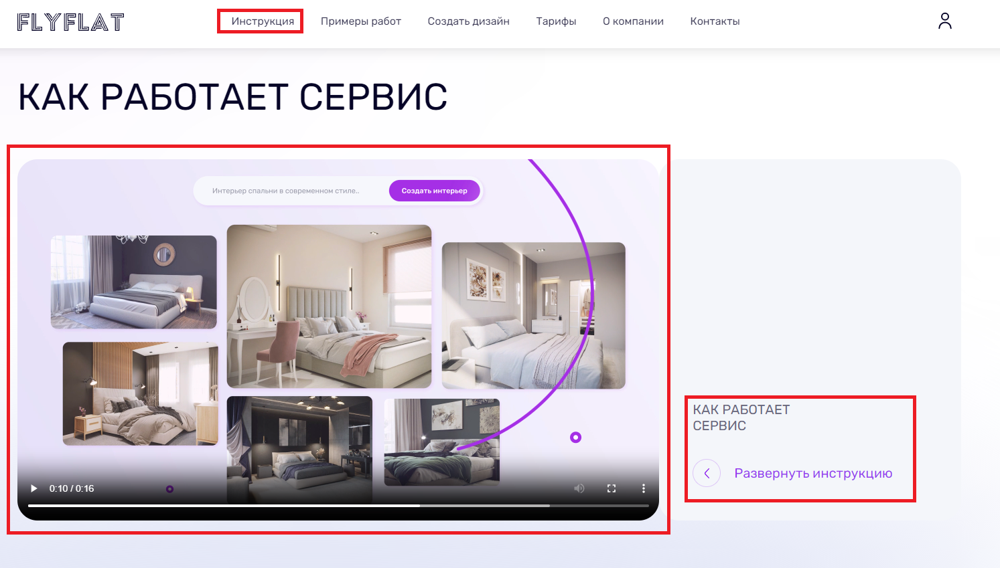 FLYFLAT
Инструкция
Примеры работ
Создать дизайн
Тарифы
О компании
Контакты
КАК РАБОТАЕТ СЕРВИС
Интерьер спальни в современном стиле..
Создать интерьер
0:10 / 0:16
КАК РАБОТАЕТ
СЕРВИС
Развернуть инструкцию